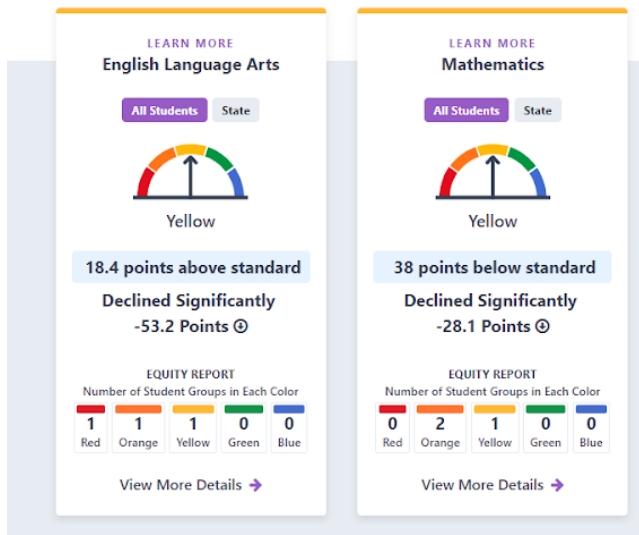 LEARN MORE
English Language Arts
All Students State
Yellow
18.4 points above standard
Declined Significantly
-53.2 Points
EQUITY REPORT
Number of Student Groups in Each Color
1 1 1 0 0
Red Orange Yellow Green Blue
View More Details
LEARN MORE
Mathematics
All Students State
Yellow
38 points below standard
Declined Significantly
-28.1 Points
EQUITY REPORT
Number of Student Groups in Each Color
0 2 1 0 0
Red Orange Yellow Green Blue
View More Details